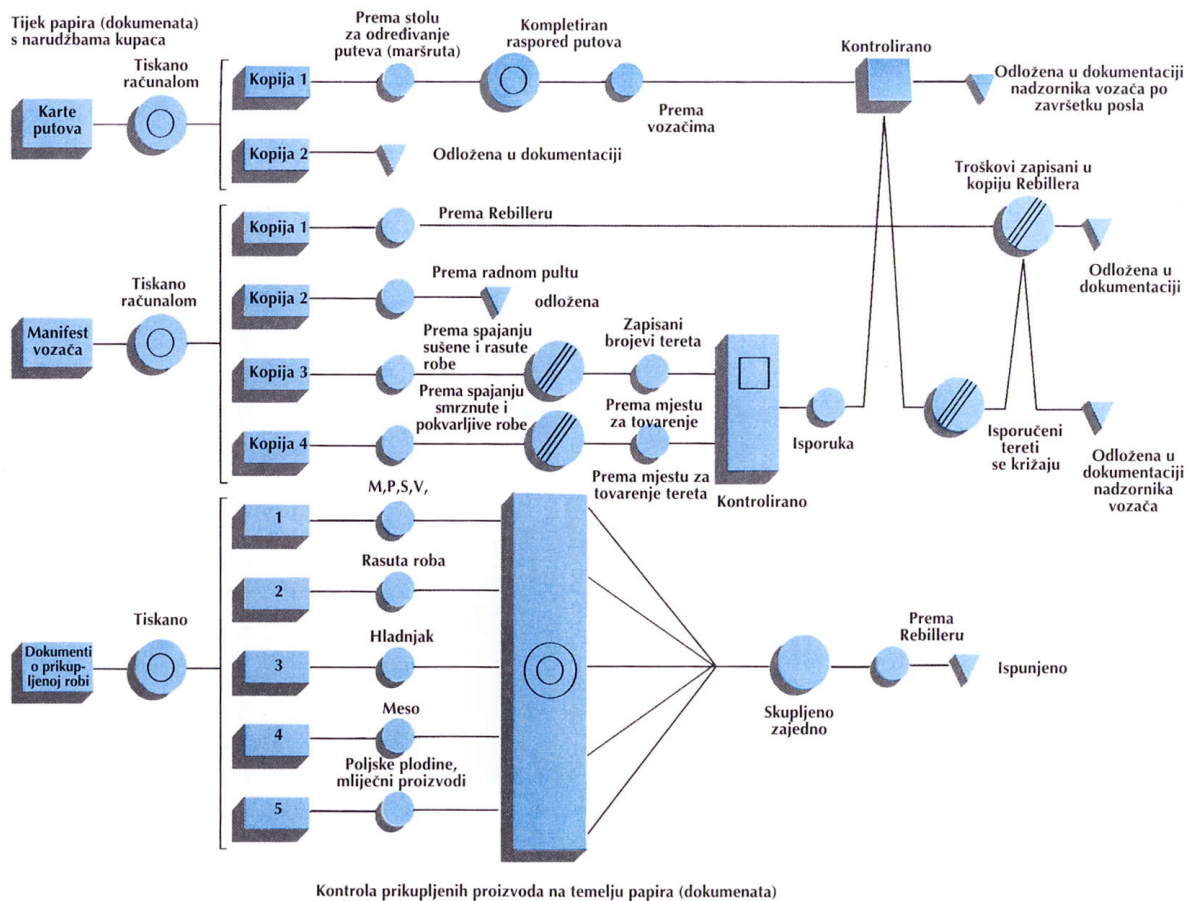 Tijek papira (dokumenata)
s narudžbama kupaca
Prema stolu
za određivanje
puteva (maršruta)
Kompletiran
raspored putova
Kontrolirano
Tiskano
računalom
Karte
putova
Kopija 1
Prema
vozačima
Odložena u dokumentaciji
nadzornika vozača po
završetku posla
Kopija 2
Odložena u dokumentaciji
Troškovi zapisani u
kopiju Rebillera
Kopija 1
Prema Rebilleru
Odložena u
dokumentaciji
Tiskano
računalom
Manifest
vozača
Kopija 2
Prema radnom pultu
odložena
Prema spajanju
sušene i rasute
robe
Zapisani
brojevi tereta
Kopija 3
Prema spajanju
smrznute i
pokvarljive robe
Prema mjestu
za tovarenje
Kopija 4
Prema mjestu za
tovarenje tereta
Kontrolirano
Isporuka
Isporučeni
tereti
se križaju
Odložena u
dokumentaciji
nadzornika
vozača
M,P,S,V,
1
Rasuta roba
2
Tiskano
Dokumenti
o prikup-
ljenoj robi
Hladnjak
3
Meso
4
Poljske plodine,
mliječni proizvodi
5
Skupljeno
zajedno
Prema
Rebilleru
Ispunjeno
Kontrola prikupljenih proizvoda na temelju papira (dokumenata)